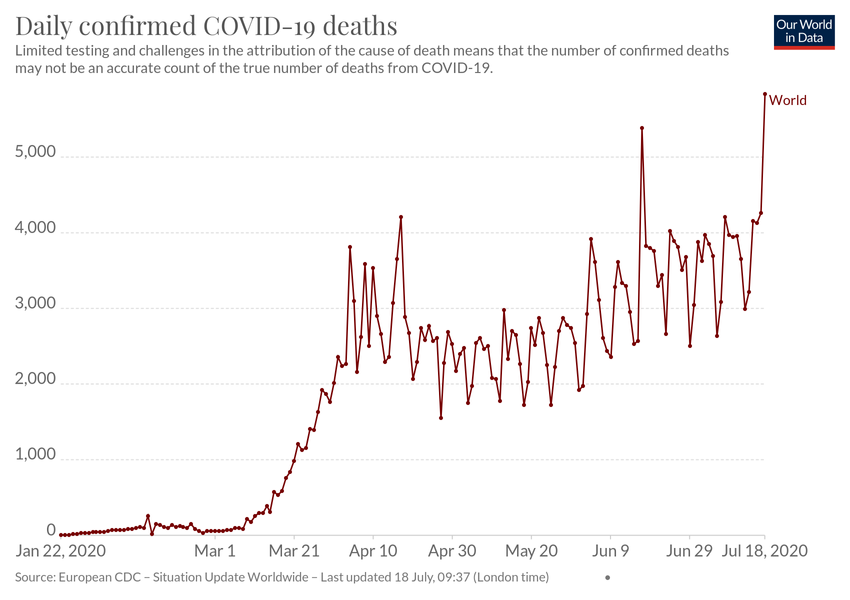 Daily confirmed COVID-19 deaths
Our World
in Data
Limited testing and challenges in the attribution of the cause of death means that the number of confirmed deaths
may not be an accurate count of the true number of deaths from COVID-19.
World
5,000
4,000
3,000
2,000
1,000
0
Jan 22, 2020
Mar 1
Mar 21
Apr 10
Apr 30
May 20
Jun 9
Jun 29
Jul 18, 2020
Source: European CDC – Situation Update Worldwide – Last updated 18 July, 09:37 (London time)